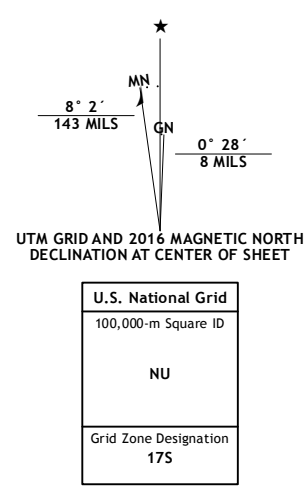 ★
MN
8° 2´
143 MILS
GN
0° 28´
8 MILS
UTM GRID AND 2016 MAGNETIC NORTH
DECLINATION AT CENTER OF SHEET
U.S. National Grid
100,000-m Square ID
NU
Grid Zone Designation
17S